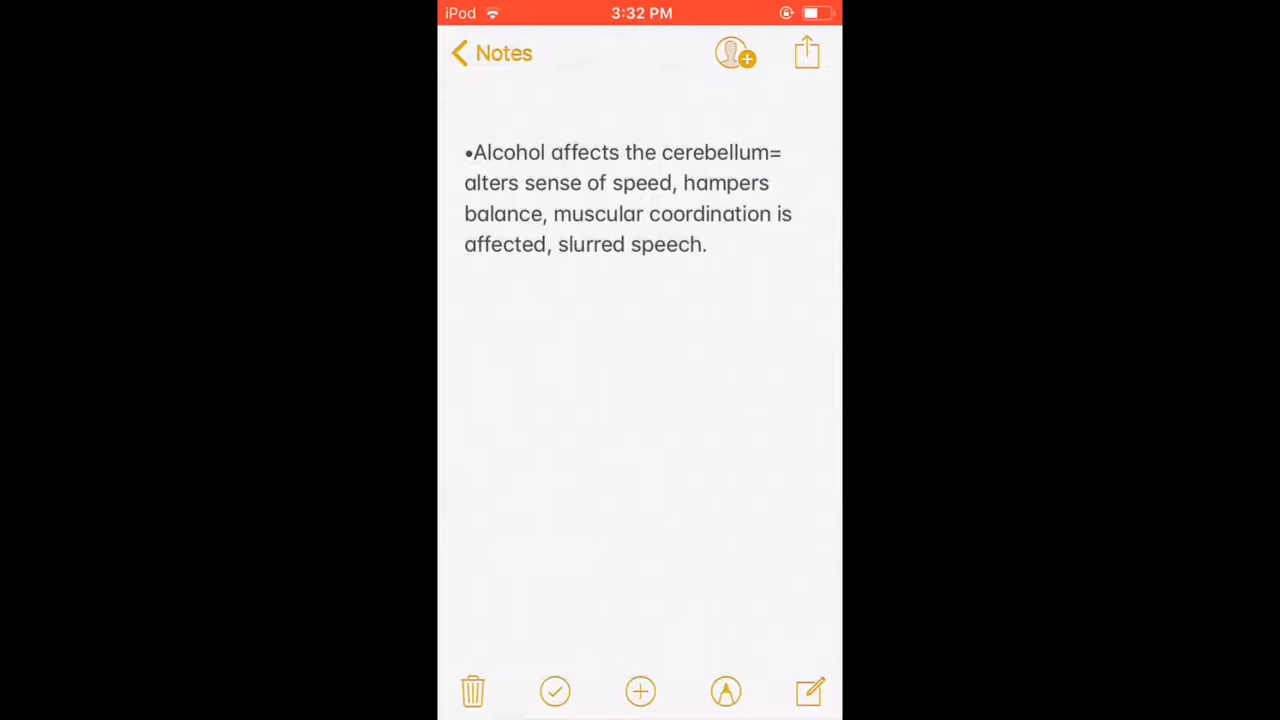 iPod 3:32 PM
Notes
•Alcohol affects the cerebellum=
alters sense of speed, hampers
balance, muscular coordination is
affected, slurred speech.